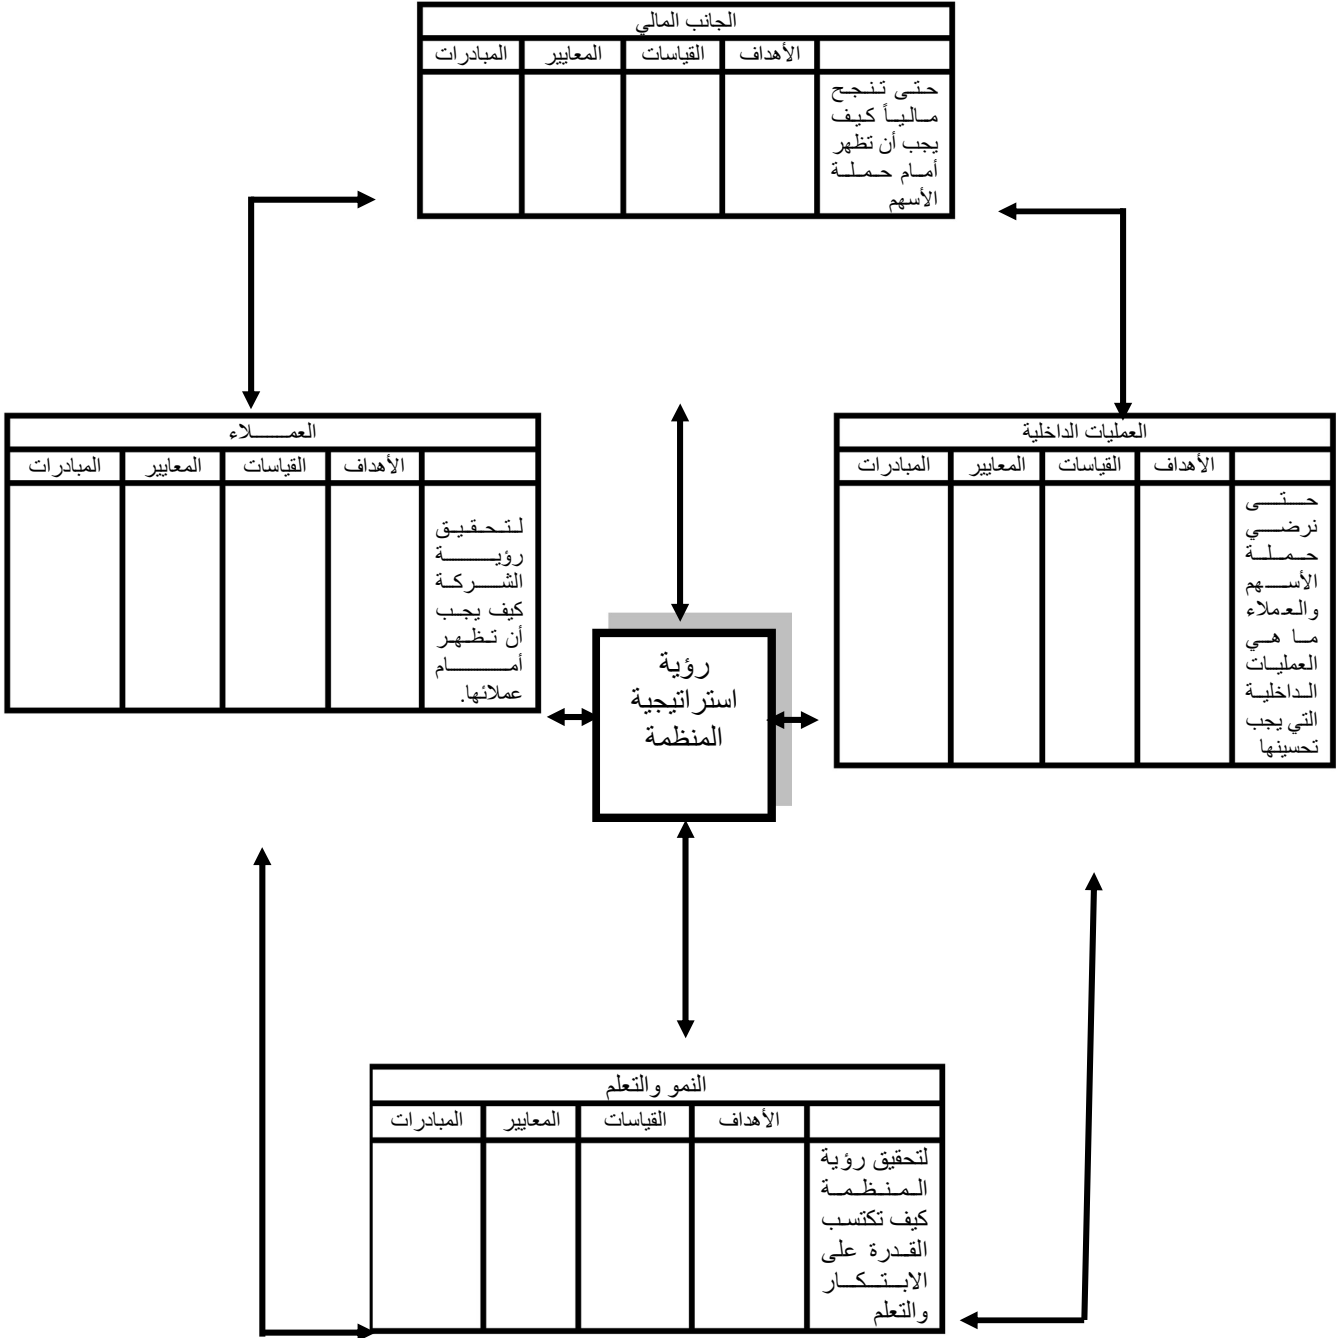 الجانب المالي
الأهداف القياسات المعايير المبادرات
حتى تنجح
مالياً كيف
يجب أن تظهر
أمام حملة
الأسهم
العمليات الداخلية
الأهداف القياسات المعايير المبادرات
حتى
نرضي
حملة
الأسهم
والعملاء
ما هي
العمليات
الداخلية
التي يجب
تحسينها
رؤية
استراتيجية
المنظمة
العملاء
الأهداف القياسات المعايير المبادرات
لتحقيق
رؤية
الشركة
كيف يجب
أن تظهر
أمام
عملائها.
النمو والتعلم
الأهداف القياسات المعايير المبادرات
لتحقيق رؤية
المنظمة
كيف تكتسب
القدرة على
الابتكار
والتعلم